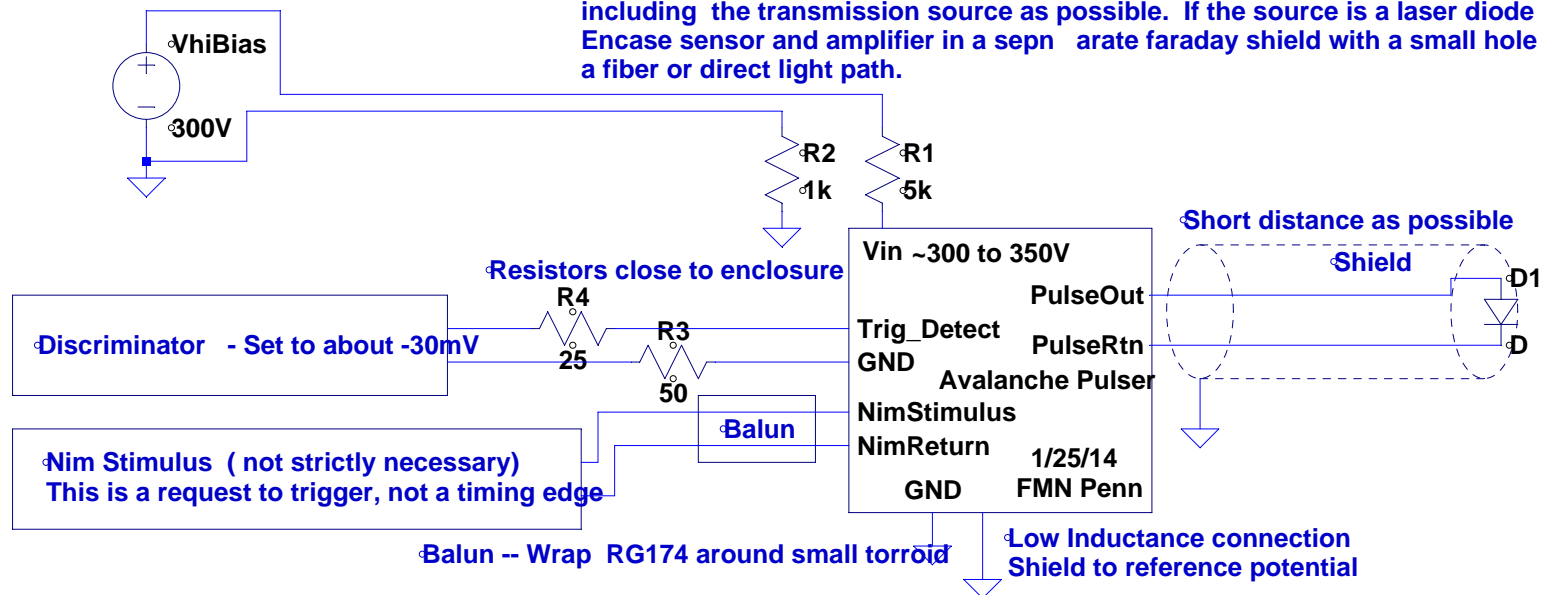 including  the transmission source as possible.  If the source is a laser diode
Encase sensor and amplifier in a sepn   arate faraday shield with a small hole
a fiber or direct light path.
VhiBias
300V
R2
1k
R1
5k
Short distance as possible
Shield
D1
D
Vin ~300 to 350V
Resistors close to enclosure
R4
25
R3
50
PulseOut
Trig_Detect
PulseRtn
GND
Avalanche Pulser
Discriminator   - Set to about -30mV
NimStimulus
Balun
NimReturn
Nim Stimulus  ( not strictly necessary)
This is a request to trigger, not a timing edge
1/25/14
GND
FMN Penn
Balun -- Wrap  RG174 around small torroid
Low Inductance connection
Shield to reference potential